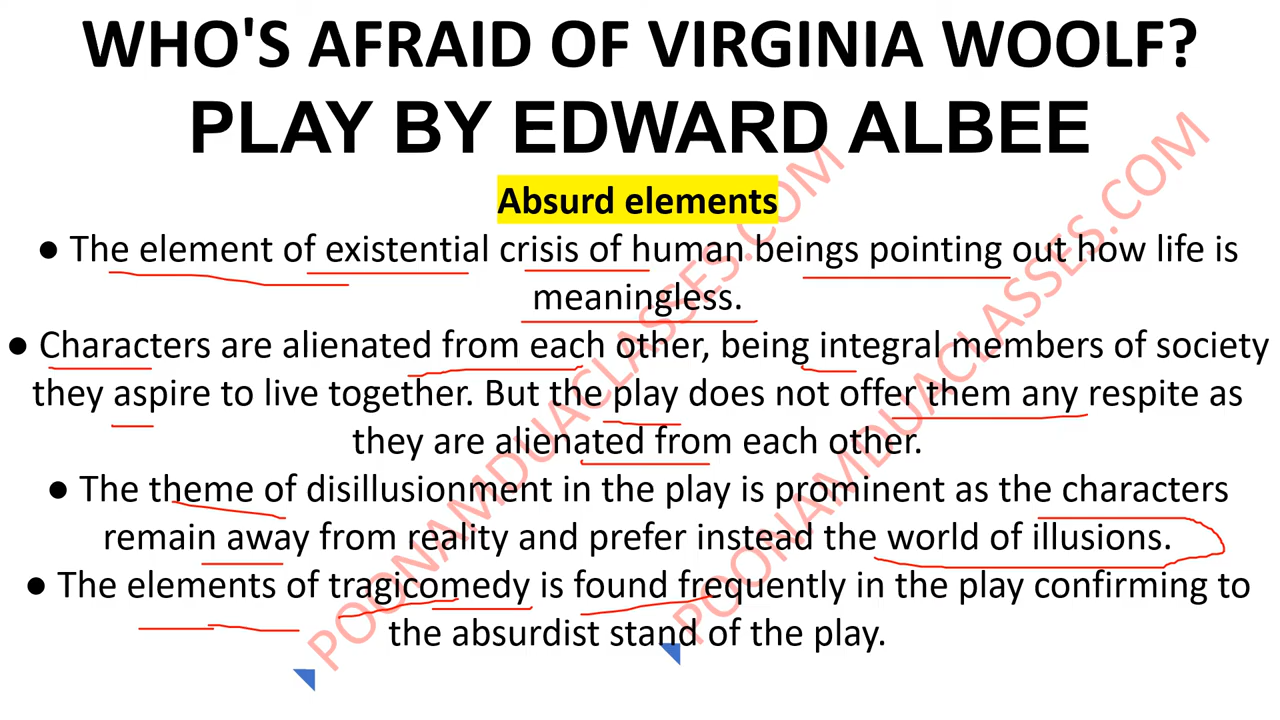 WHO'S AFRAID OF VIRGINIA WOOLF?
PLAY BY EDWARD ALBEE
Absurd elements
● The element of existential crisis of human beings pointing out how life is
meaningless.
● Characters are alienated from each other, being integral members of society
they aspire to live together. But the play does not offer them any respite as
they are alienated from each other.
● The theme of disillusionment in the play is prominent as the characters
remain away from reality and prefer instead the world of illusions.
● The elements of tragicomedy is found frequently in the play confirming to
the absurdist stand of the play.
POONAMDUACLASSES.COM
POONAMDUACLASSES.COM